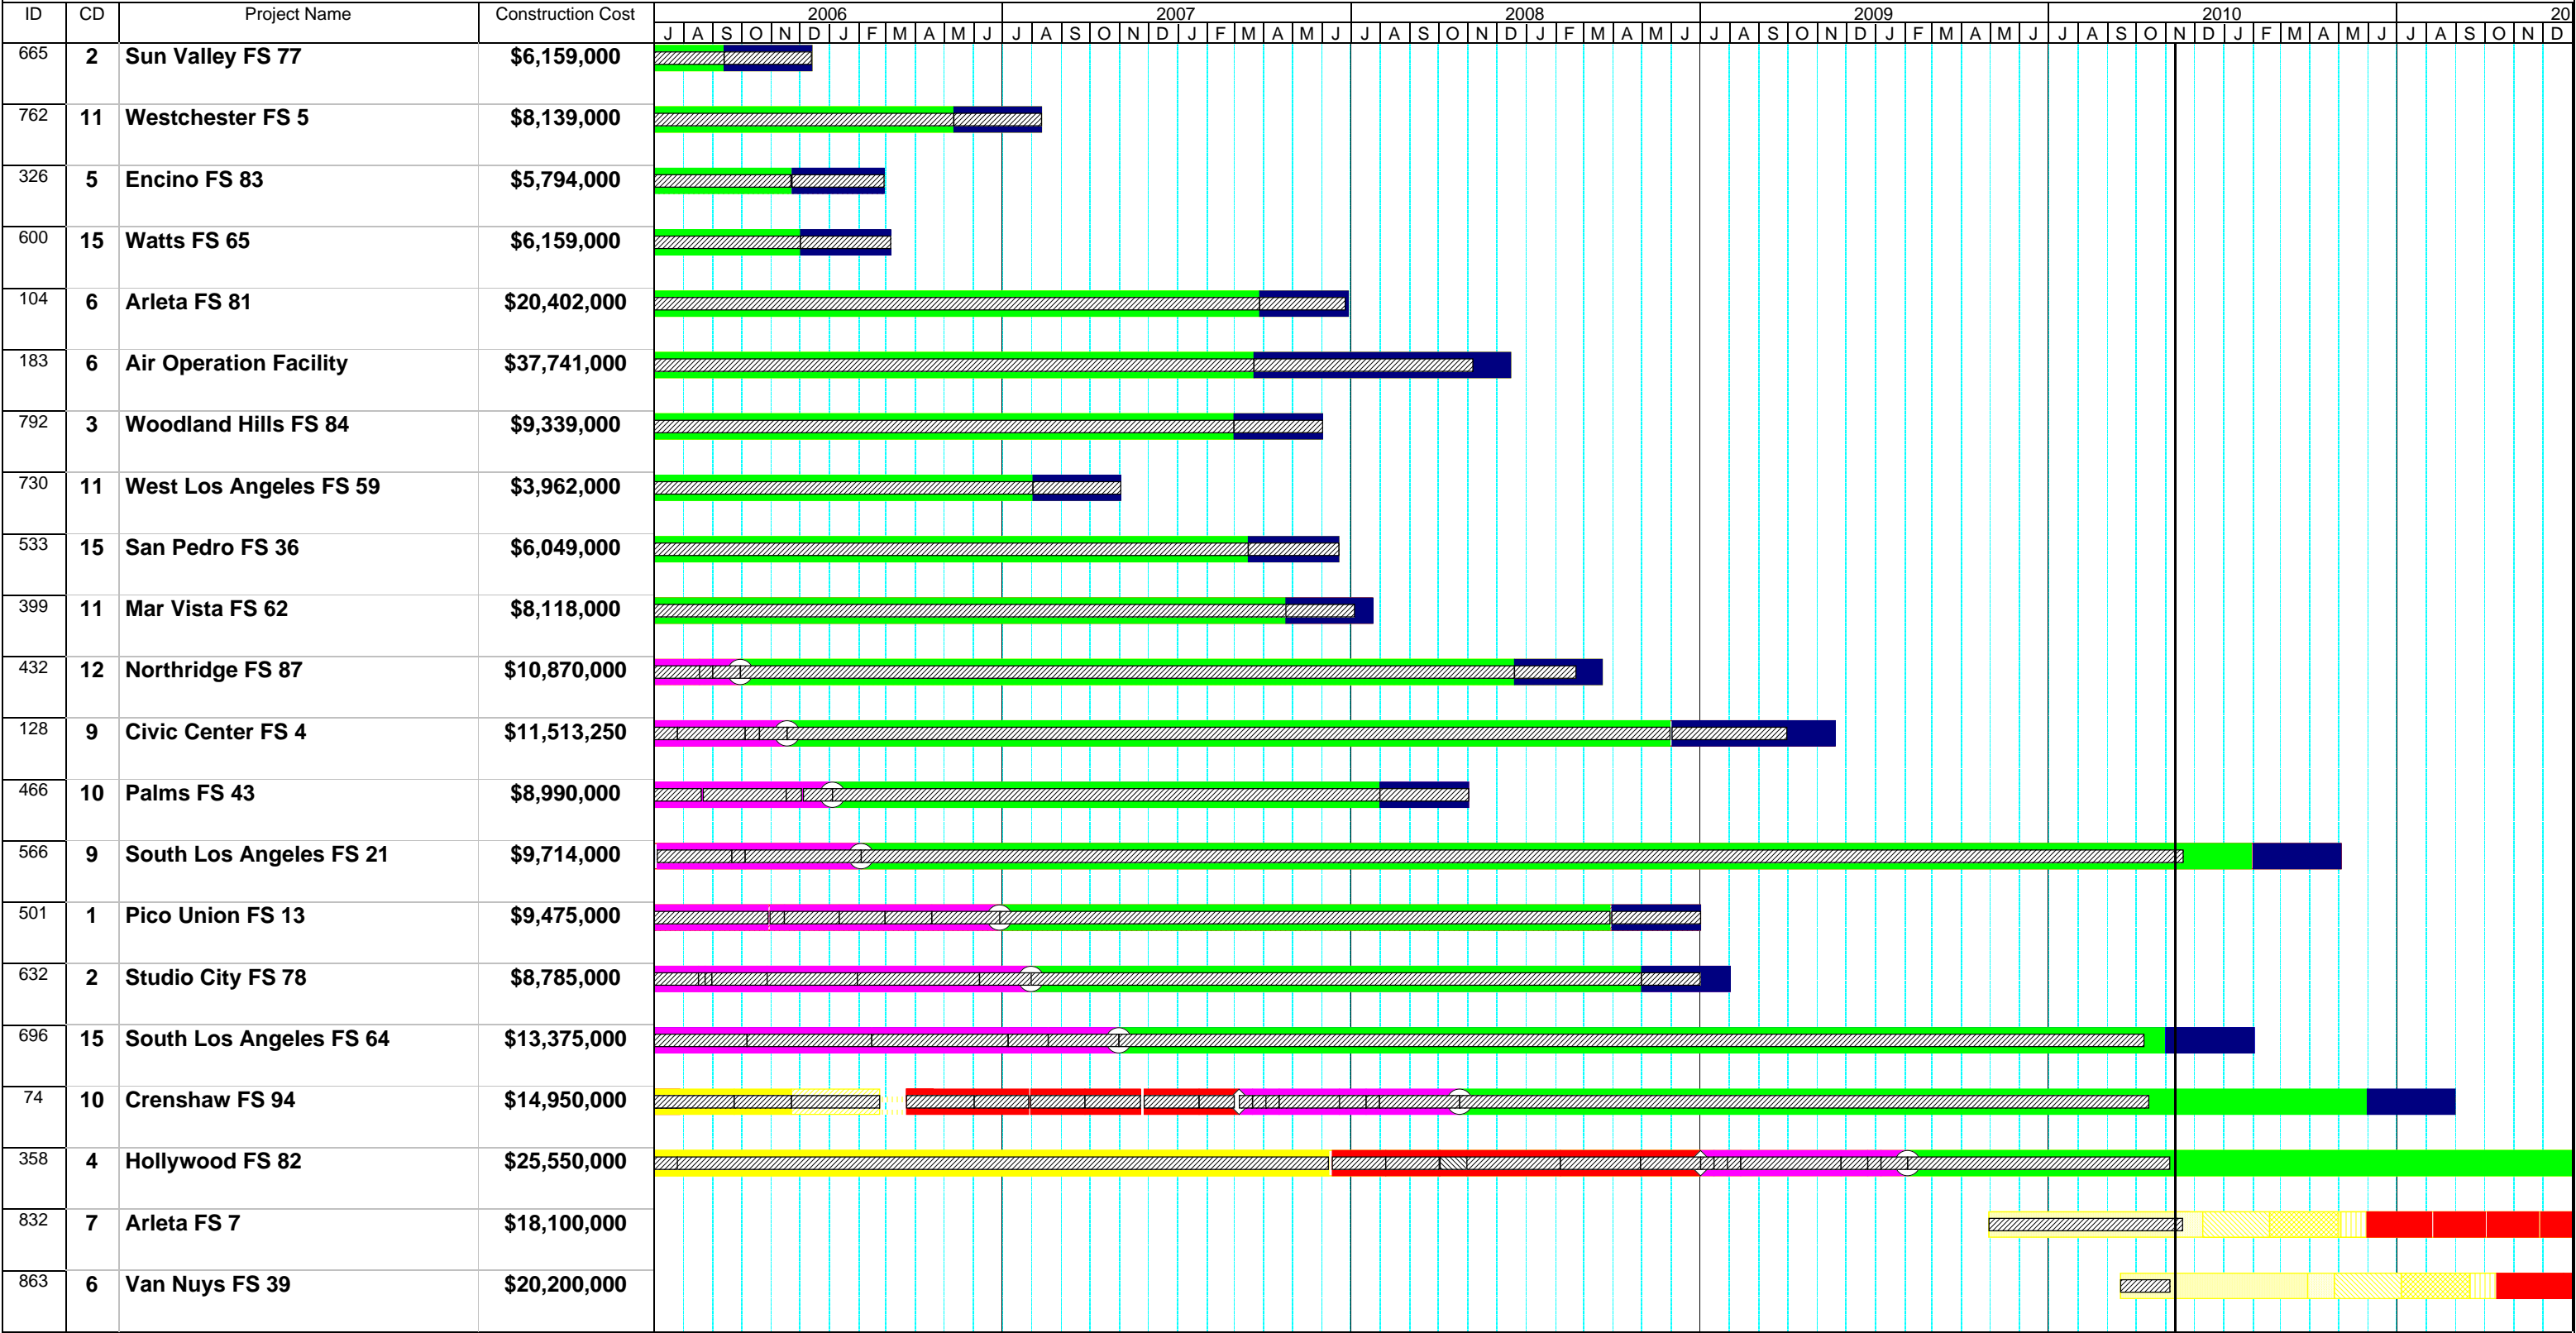 ID CD Project Name Construction Cost 2006 2007 2008 2009 2010 20
J A S O N D J F M A M J J A S O N D J F M A M J J A S O N D J F M A M J J A S O N D J F M A M J J A S O N D J F M A M J J A S O N D
665 2 Sun Valley FS 77 $6,159,000
762 11 Westchester FS 5 $8,139,000
326 5 Encino FS 83 $5,794,000
600 15 Watts FS 65 $6,159,000
104 6 Arleta FS 81 $20,402,000
183 6 Air Operation Facility $37,741,000
792 3 Woodland Hills FS 84 $9,339,000
730 11 West Los Angeles FS 59 $3,962,000
533 15 San Pedro FS 36 $6,049,000
399 11 Mar Vista FS 62 $8,118,000
432 12 Northridge FS 87 $10,870,000
128 9 Civic Center FS 4 $11,513,250
466 10 Palms FS 43 $8,990,000
566 9 South Los Angeles FS 21 $9,714,000
501 1 Pico Union FS 13 $9,475,000
632 2 Studio City FS 78 $8,785,000
696 15 South Los Angeles FS 64 $13,375,000
74 10 Crenshaw FS 94 $14,950,000
358 4 Hollywood FS 82 $25,550,000
832 7 Arleta FS 7 $18,100,000
863 6 Van Nuys FS 39 $20,200,000